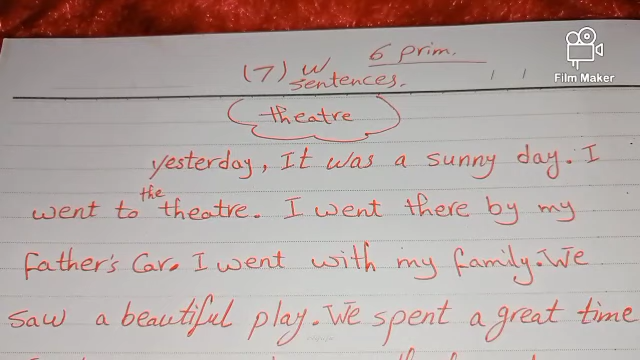 6 prim.
(7) W
sentences.
Film Maker
theatre
yesterday, It was a sunny day. I
went to the theatre. I went there by my
Father's Car. I went with my family. We
saw a beautiful play. We spent a great time